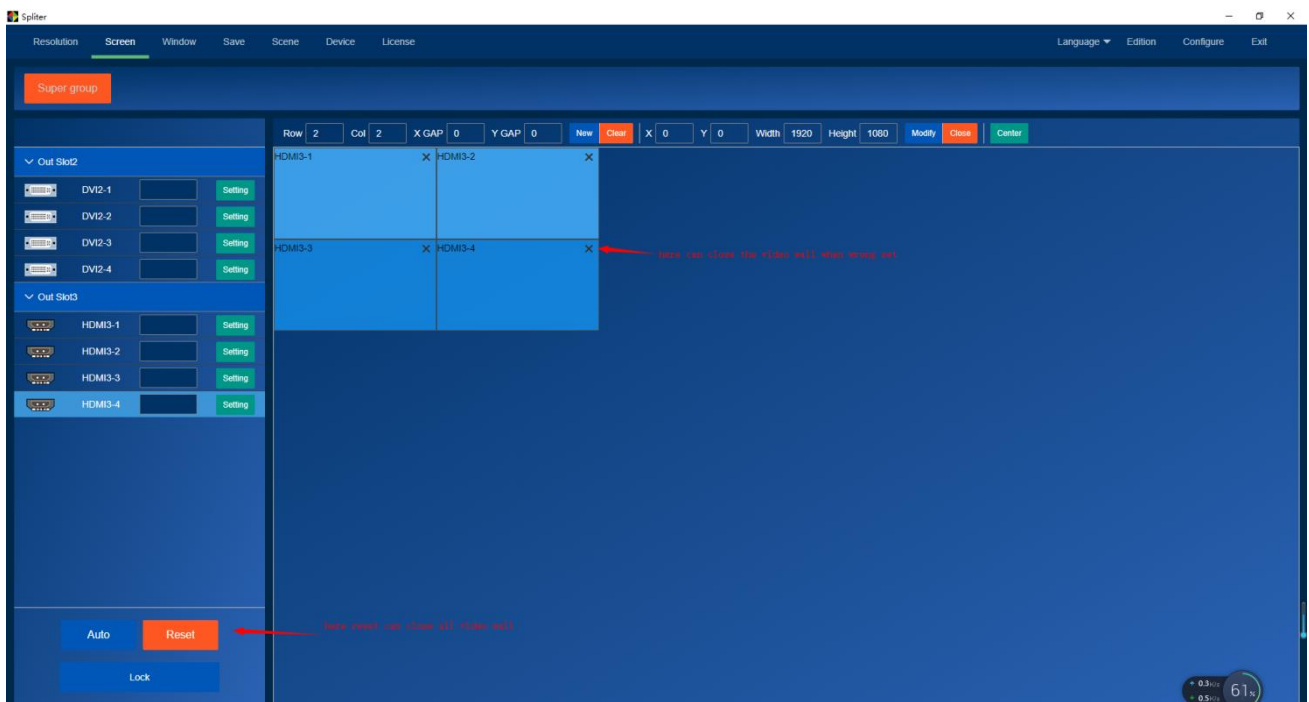 Spliter
Resolution Screen Window Save Scene Device License Language Edition Configure Exit
Super group
Row 2 Col 2 X GAP 0 Y GAP 0 New Clear X 0 Y 0 Width 1920 Height 1080 Modify Close Center
Out Slot2
DVI2-1 Setting
DVI2-2 Setting
DVI2-3 Setting
DVI2-4 Setting
Out Slot3
HDMI3-1 Setting
HDMI3-2 Setting
HDMI3-3 Setting
HDMI3-4 Setting
HDMI3-1 HDMI3-2
HDMI3-3 HDMI3-4
here can close the video wall when wrong set
Auto Reset
here reset can close all video wall
Lock
0.3K/s
0.5K/s
61%